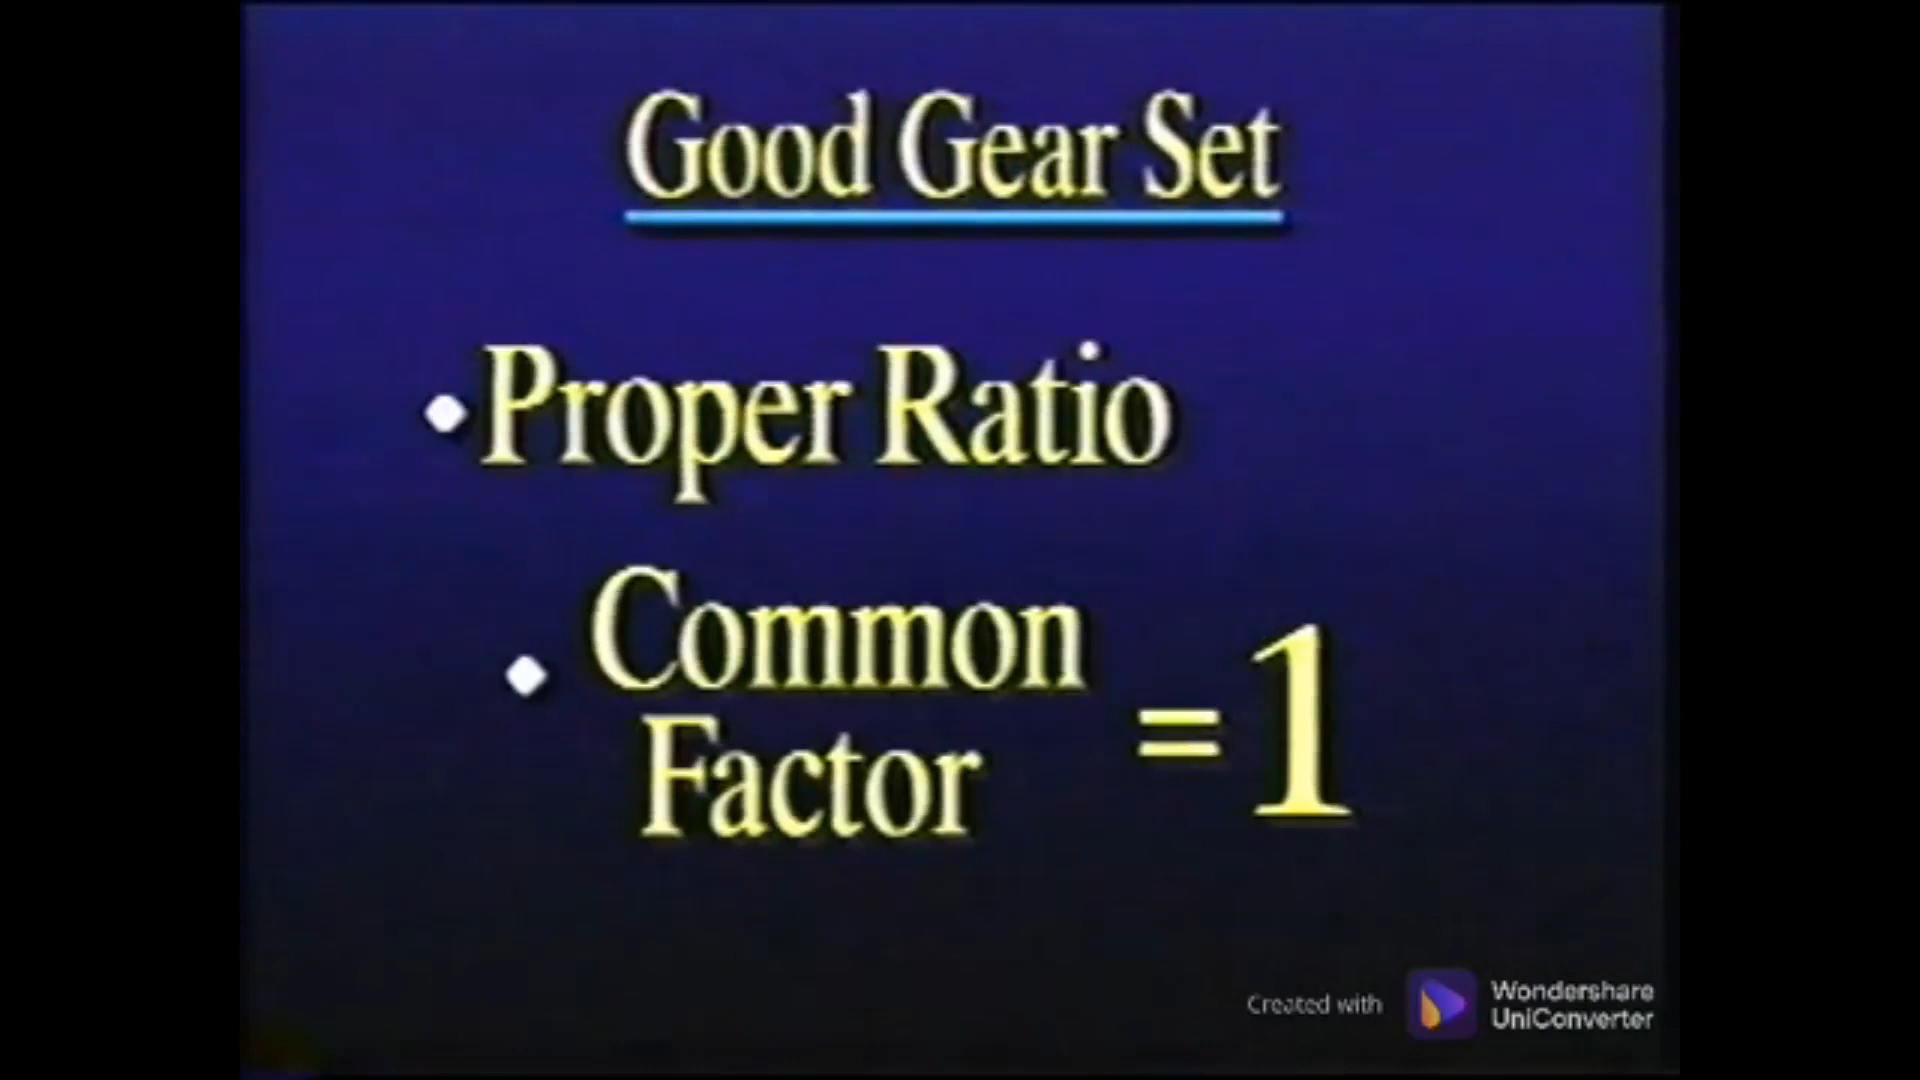 Good Gear Set
• Proper Ratio
• Common
Factor
= 1
Created with
Wondershare
UniConverter